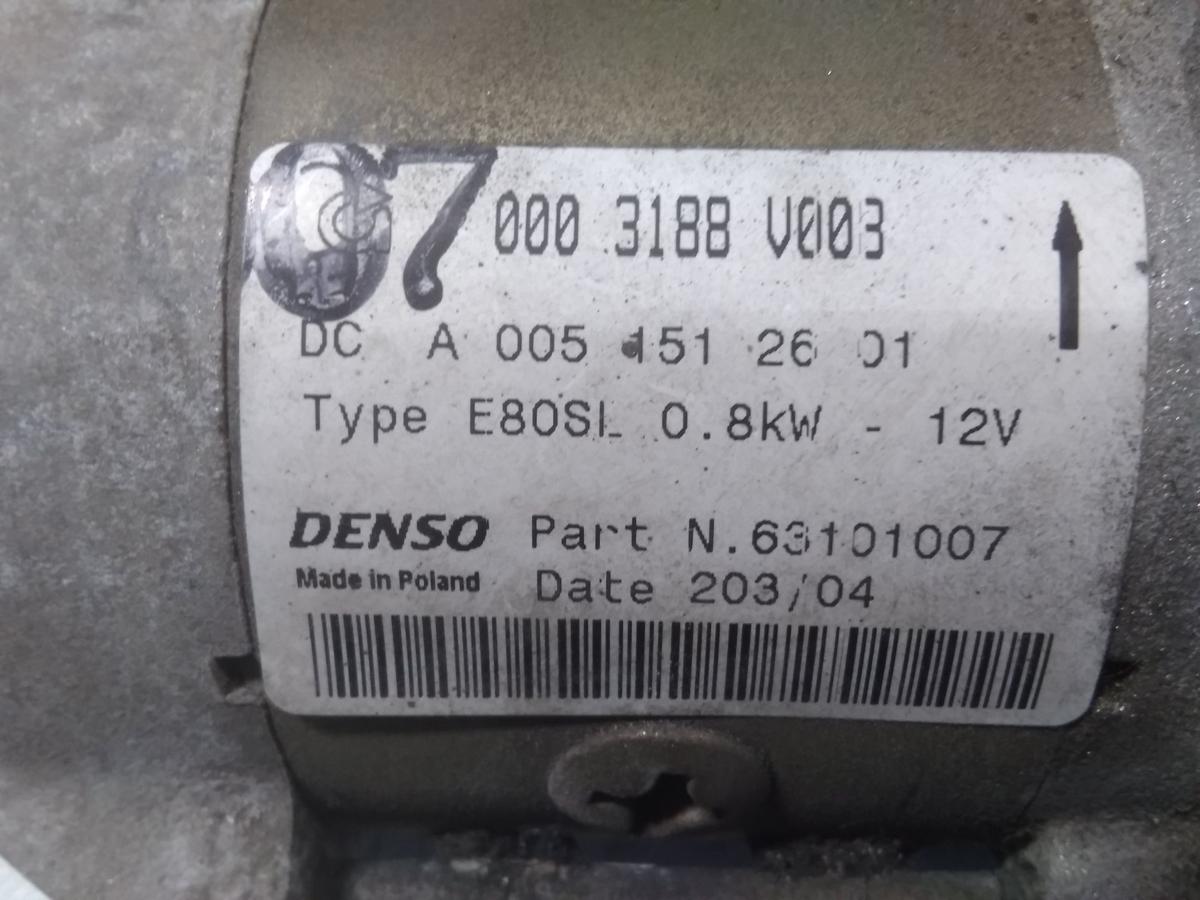 07 000 3188 V003
DC A 005 151 26 01
Type E80SL 0.8kW - 12V
DENSO Part N.63101007
Made in Poland Date 203/04